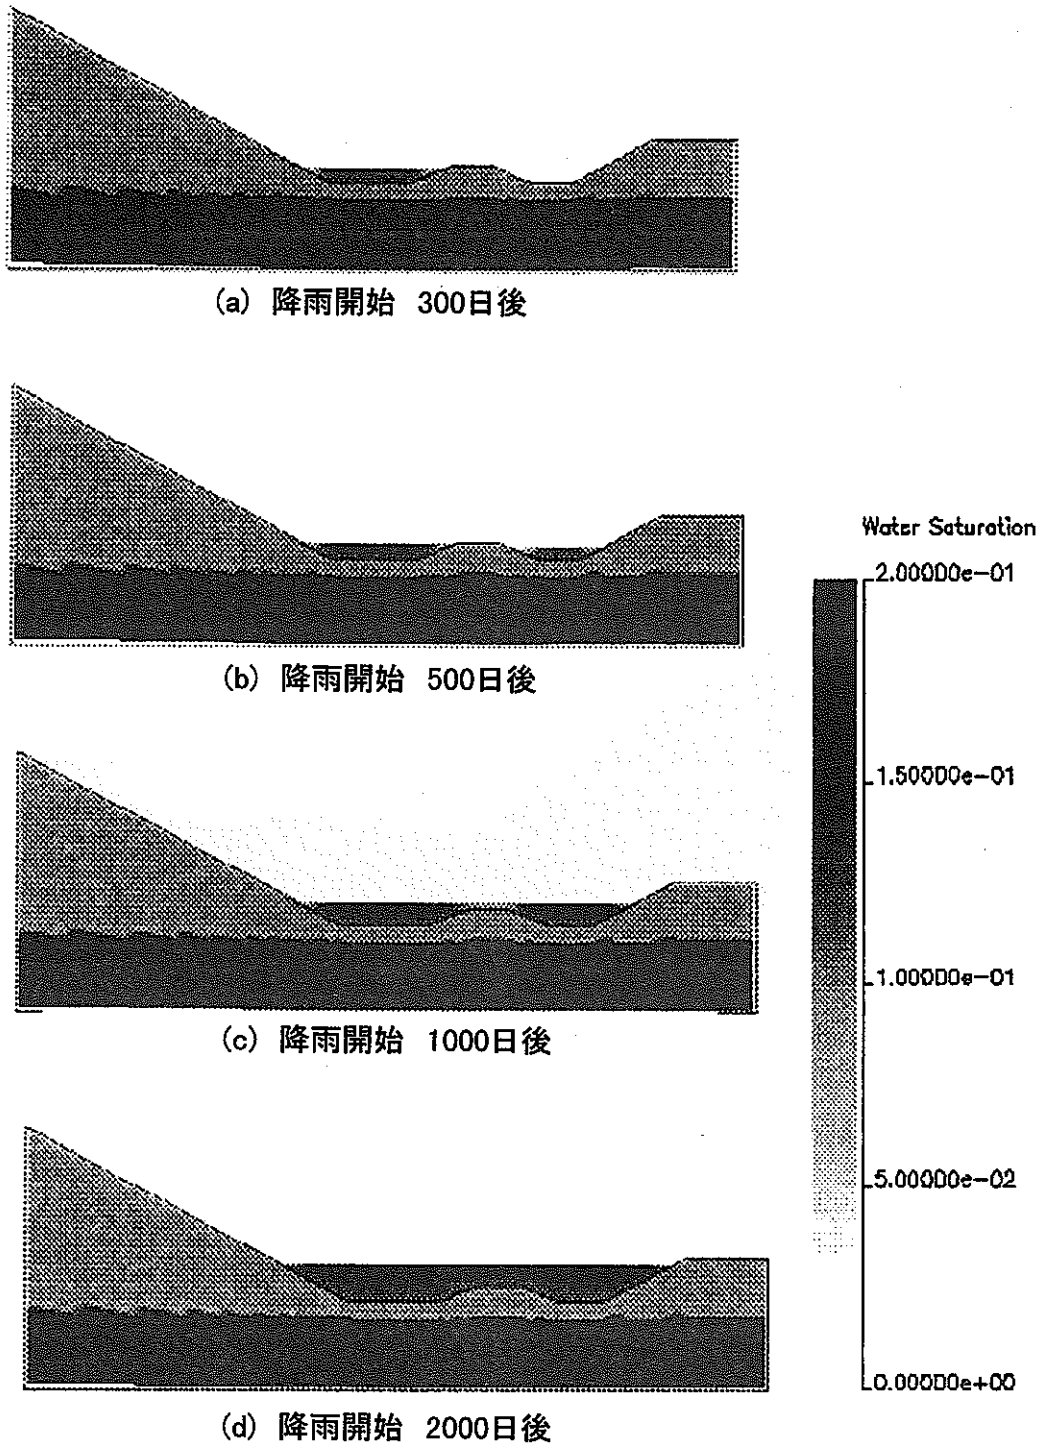 (a) 降雨開始 300日後
(b) 降雨開始 500日後
Water Saturation
2.00000e-01
1.50000e-01
1.00000e-01
5.00000e-02
0.00000e+00
(c) 降雨開始 1000日後
(d) 降雨開始 2000日後